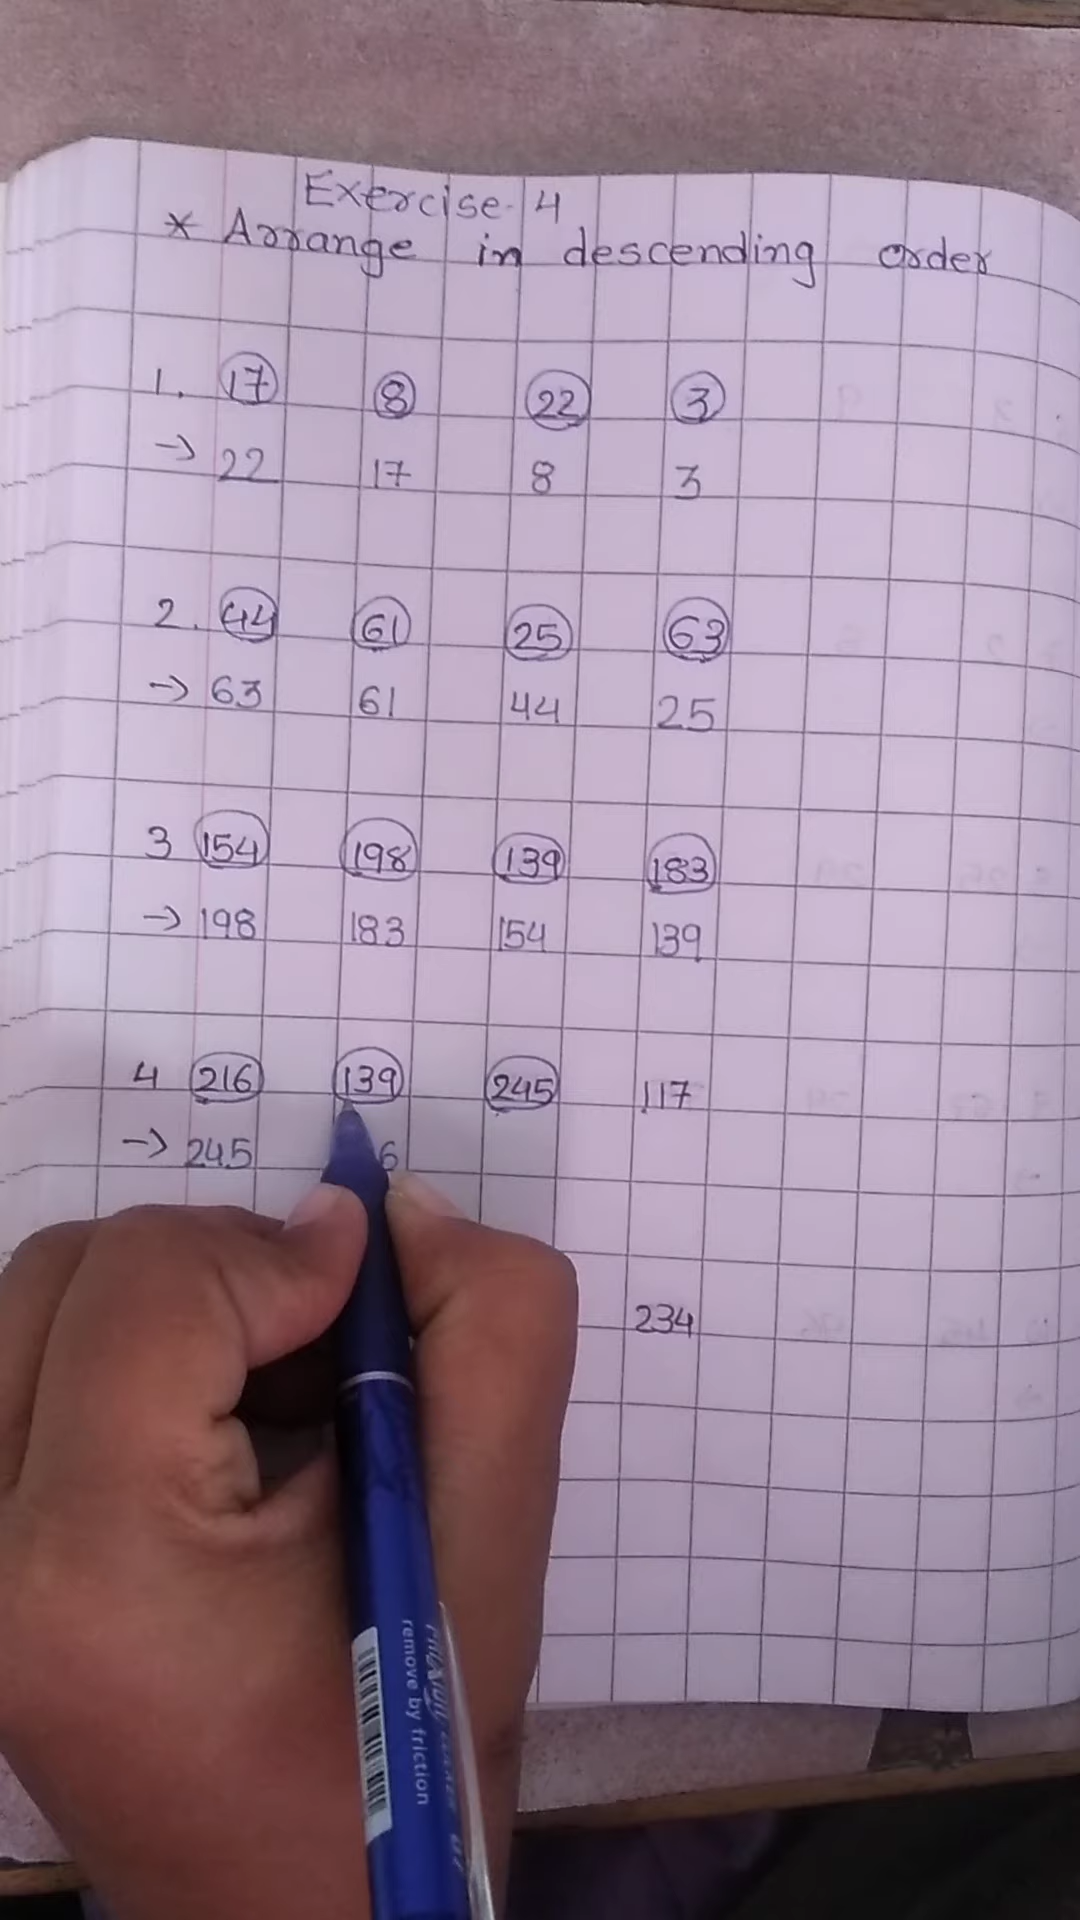 Exercise-4
* Arrange in descending order
1. 17 8 22 3
→ 22 17 8 3
2. 44 61 25 63
→ 63 61 44 25
3 154 198 139 183
→ 198 183 154 139
4 216 139 245 117
→ 245 6
234
remove by friction